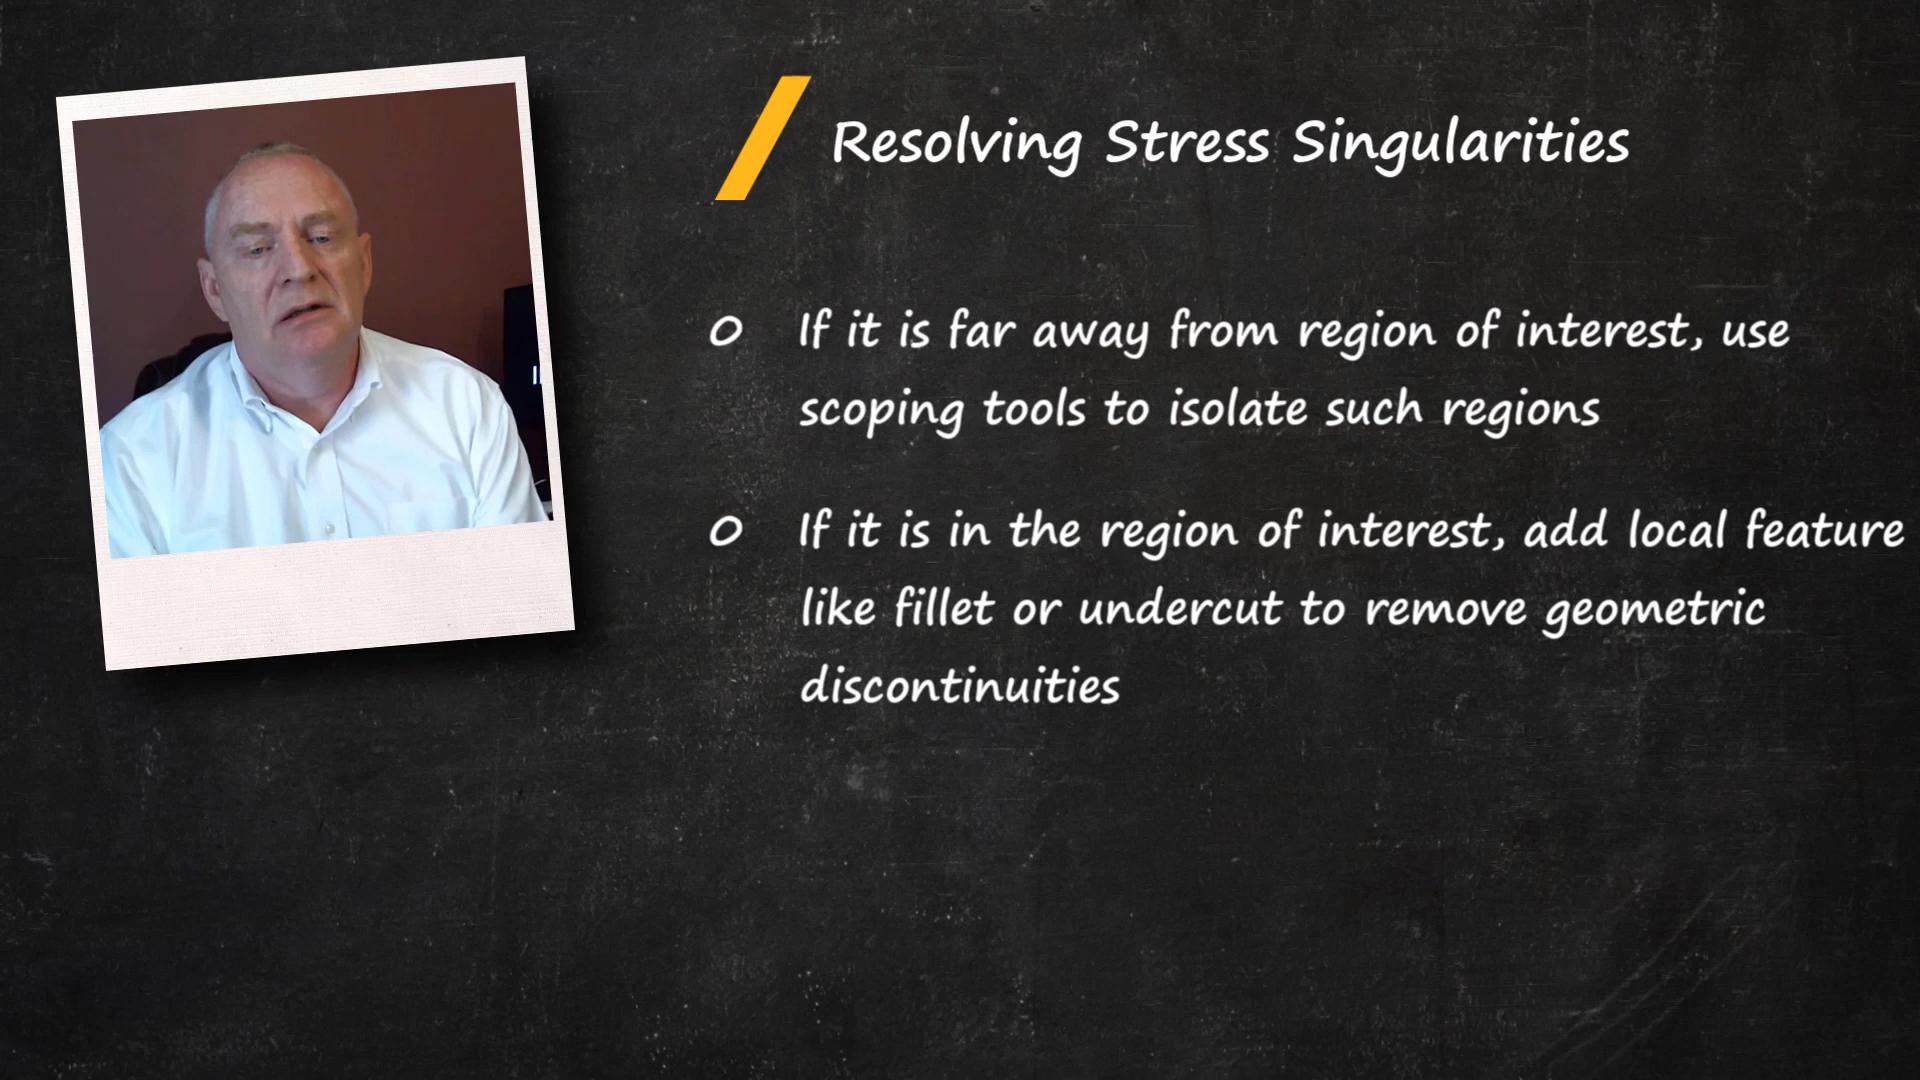 Resolving Stress Singularities
O If it is far away from region of interest, use
scoping tools to isolate such regions
O If it is in the region of interest, add local feature
like fillet or undercut to remove geometric
discontinuities